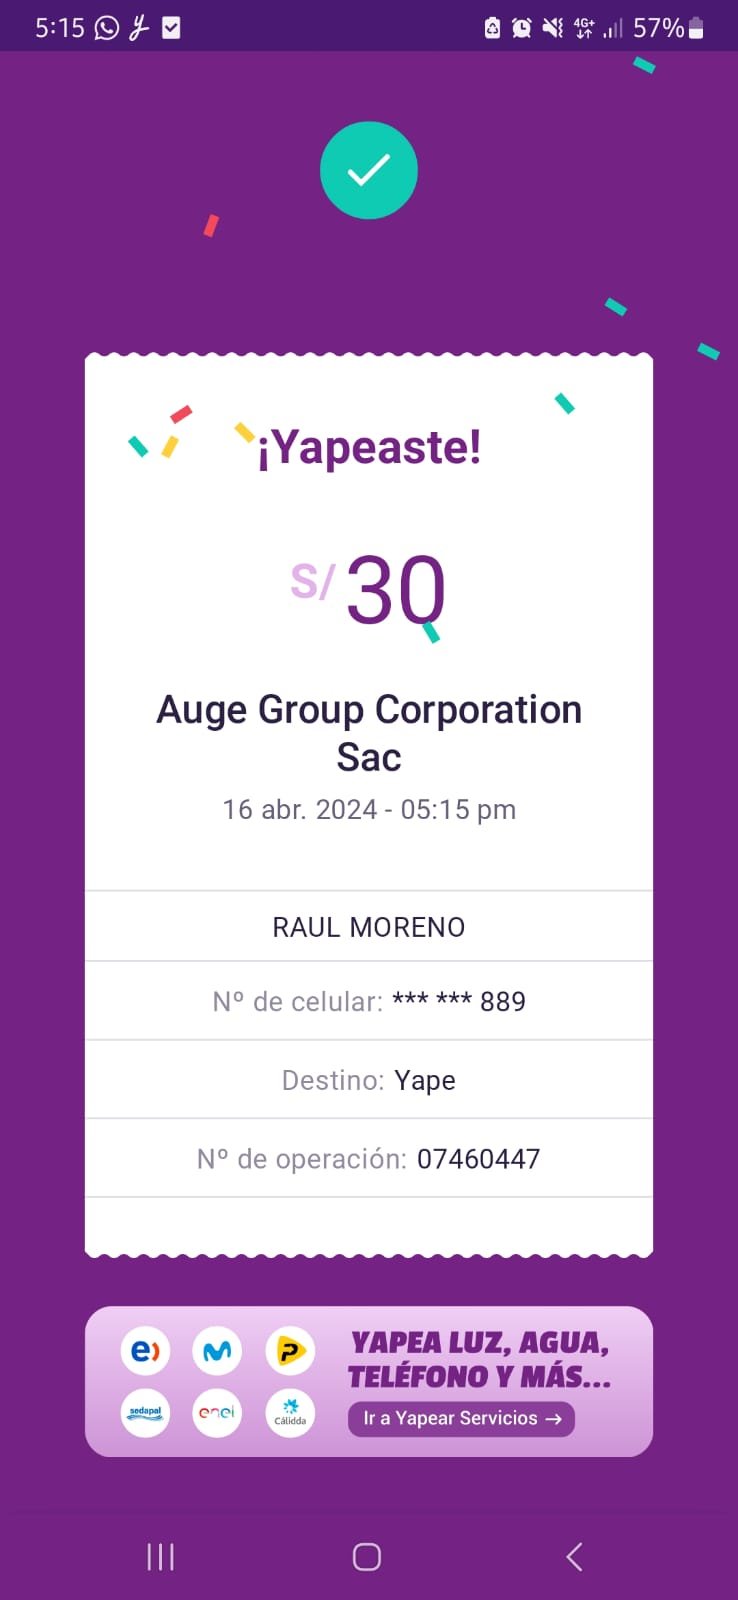 5:15 4G+ 57%
¡Yapeaste!
S/30
Auge Group Corporation
Sac
16 abr. 2024 - 05:15 pm
RAUL MORENO
Nº de celular: *** *** 889
Destino: Yape
Nº de operación: 07460447
YAPEA LUZ, AGUA,
TELÉFONO Y MÁS...
Ir a Yapear Servicios →
e) P
sedapal enel Cálidda